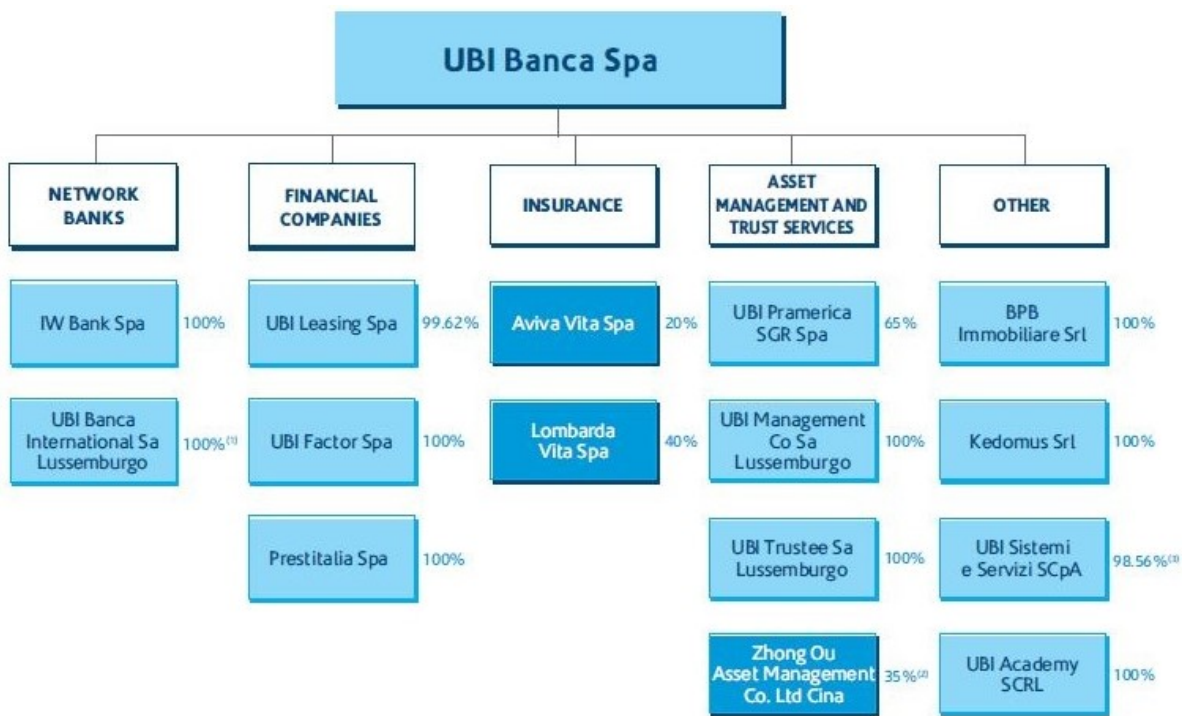 UBI Banca Spa
NETWORK
BANKS
FINANCIAL
COMPANIES
INSURANCE
ASSET
MANAGEMENT AND
TRUST SERVICES
OTHER
IW Bank Spa
100%
UBI Leasing Spa
99.62%
Aviva Vita Spa
20%
UBI Pramerica
SGR Spa
65%
BPB
Immobiliare Srl
100%
UBI Banca
International Sa
Lussemburgo
100%(1)
UBI Factor Spa
100%
Lombarda
Vita Spa
40%
UBI Management
Co Sa
Lussemburgo
100%
Kedomus Srl
100%
Prestitalia Spa
100%
UBI Trustee Sa
Lussemburgo
100%
UBI Sistemi
e Servizi SCpA
98.56%(3)
Zhong Ou
Asset Management
Co. Ltd Cina
35%(2)
UBI Academy
SCRL
100%